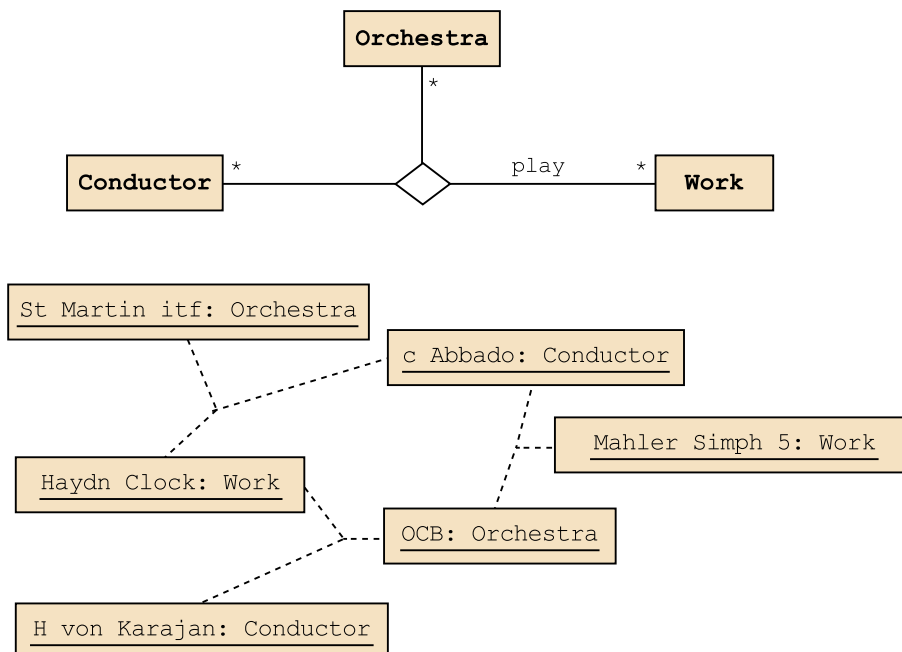 Orchestra
*
* play *
Conductor Work
St Martin itf: Orchestra
c Abbado: Conductor
Mahler Simph 5: Work
Haydn Clock: Work
OCB: Orchestra
H von Karajan: Conductor